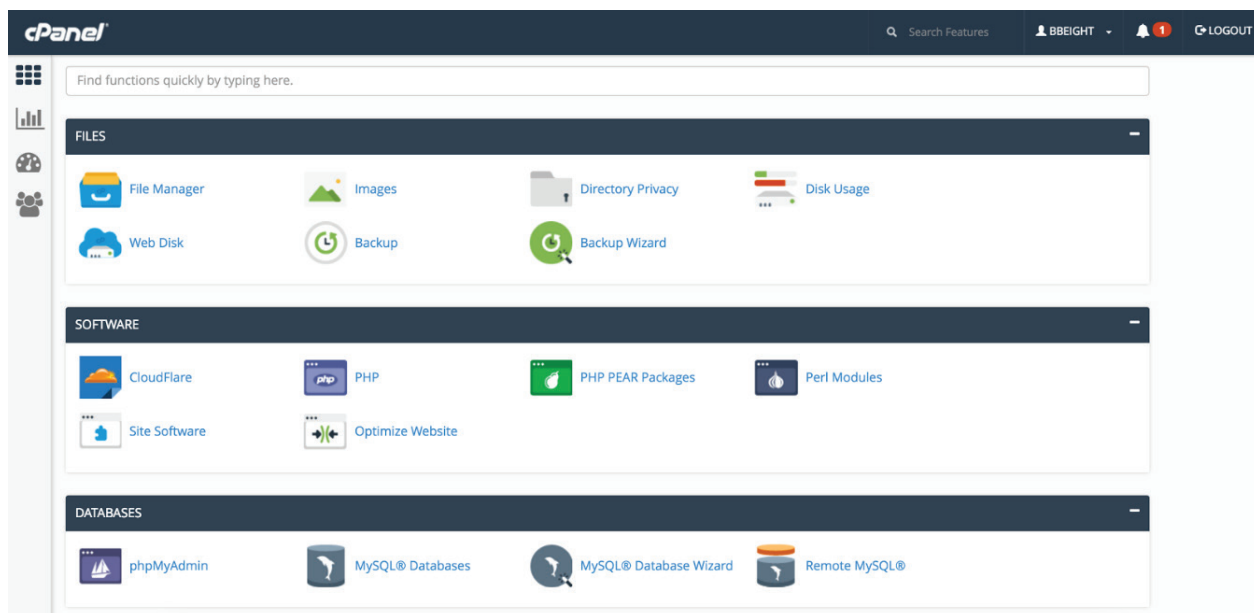 cPanel Search Features BBEIGHT 1 LOGOUT
Find functions quickly by typing here.
FILES
File Manager Images Directory Privacy Disk Usage
Web Disk Backup Backup Wizard
SOFTWARE
CloudFlare php PHP PHP PEAR Packages Perl Modules
Site Software Optimize Website
DATABASES
phpMyAdmin MySQL® Databases MySQL® Database Wizard Remote MySQL®